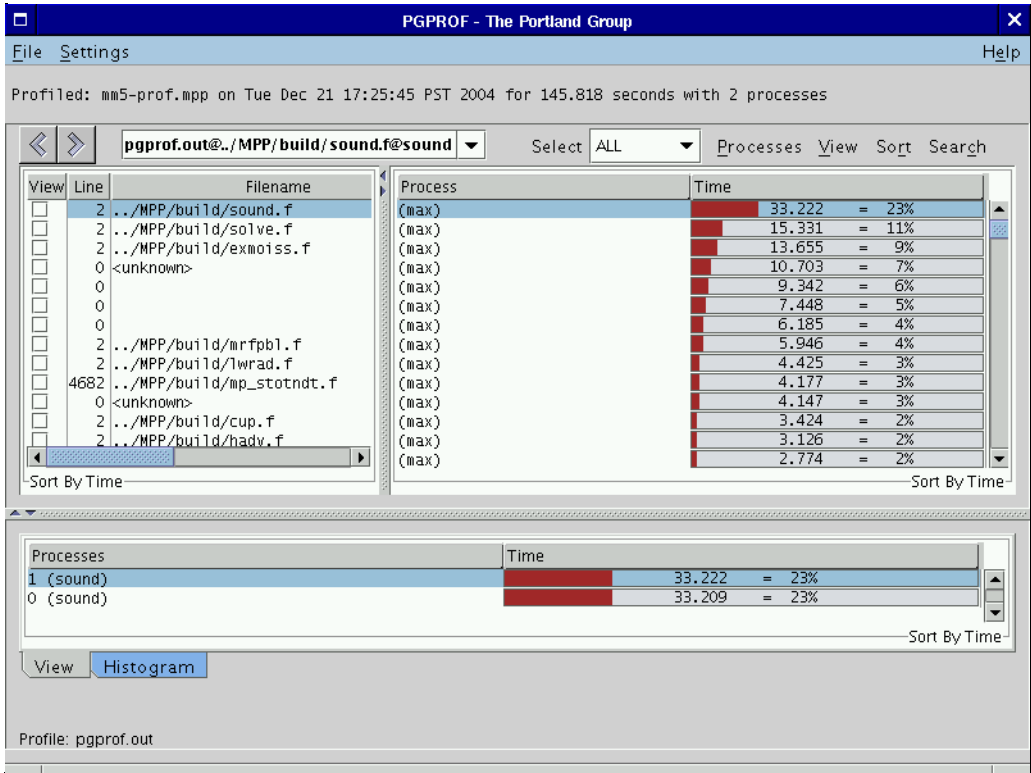 PGPROF - The Portland Group
File Settings Help
Profiled: mm5-prof.mpp on Tue Dec 21 17:25:45 PST 2004 for 145.818 seconds with 2 processes
pgprof.out@../MPP/build/sound.f@sound Select ALL Processes View Sort Search
View Line Filename Process Time
2 ../MPP/build/sound.f (max) 33.222 = 23%
2 ../MPP/build/solve.f (max) 15.331 = 11%
2 ../MPP/build/exmoiss.f (max) 13.655 = 9%
0 <unknown> (max) 10.703 = 7%
0 (max) 9.342 = 6%
0 (max) 7.448 = 5%
0 (max) 6.185 = 4%
2 ../MPP/build/mrfpbl.f (max) 5.946 = 4%
2 ../MPP/build/lwrad.f (max) 4.425 = 3%
4682 ../MPP/build/mp_stotndt.f (max) 4.177 = 3%
0 <unknown> (max) 4.147 = 3%
2 ../MPP/build/cup.f (max) 3.424 = 2%
2 ../MPP/build/hadv.f (max) 3.126 = 2%
(max) 2.774 = 2%
Sort By Time Sort By Time
Processes Time
1 (sound) 33.222 = 23%
0 (sound) 33.209 = 23%
Sort By Time
View Histogram
Profile: pgprof.out